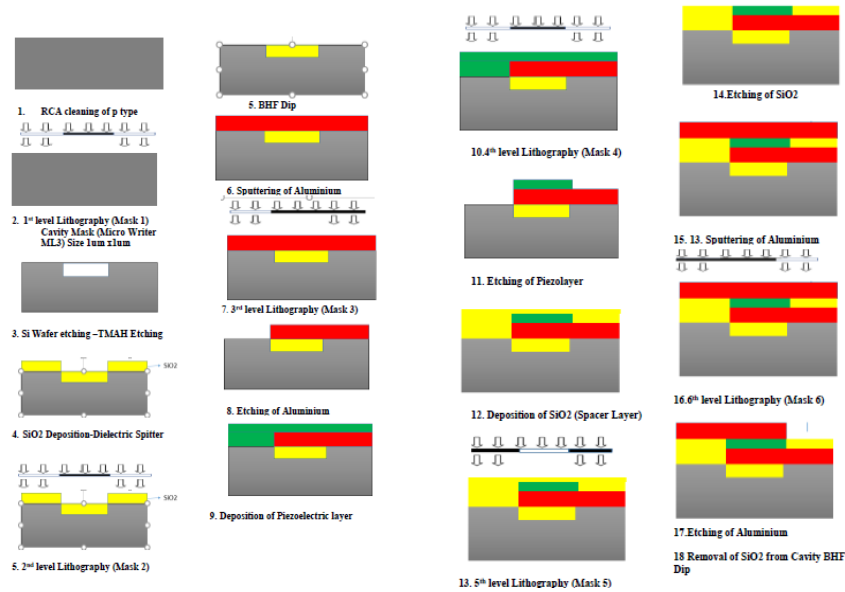 1. RCA cleaning of p type
2. 1st level Lithography (Mask 1)
Cavity Mask (Micro Writer
ML3) Size 1um x1um
3. Si Wafer etching –TMAH Etching
SiO2
4. SiO2 Deposition-Dielectric Spitter
SiO2
5. 2nd level Lithography (Mask 2)
5. BHF Dip
6. Sputtering of Aluminium
7. 3rd level Lithography (Mask 3)
8. Etching of Aluminium
9. Deposition of Piezoelectric layer
10.4th level Lithography (Mask 4)
11. Etching of Piezolayer
12. Deposition of SiO2 (Spacer Layer)
13. 5th level Lithography (Mask 5)
14.Etching of SiO2
15. 13. Sputtering of Aluminium
16.6th level Lithography (Mask 6)
17.Etching of Aluminium
18 Removal of SiO2 from Cavity BHF
Dip